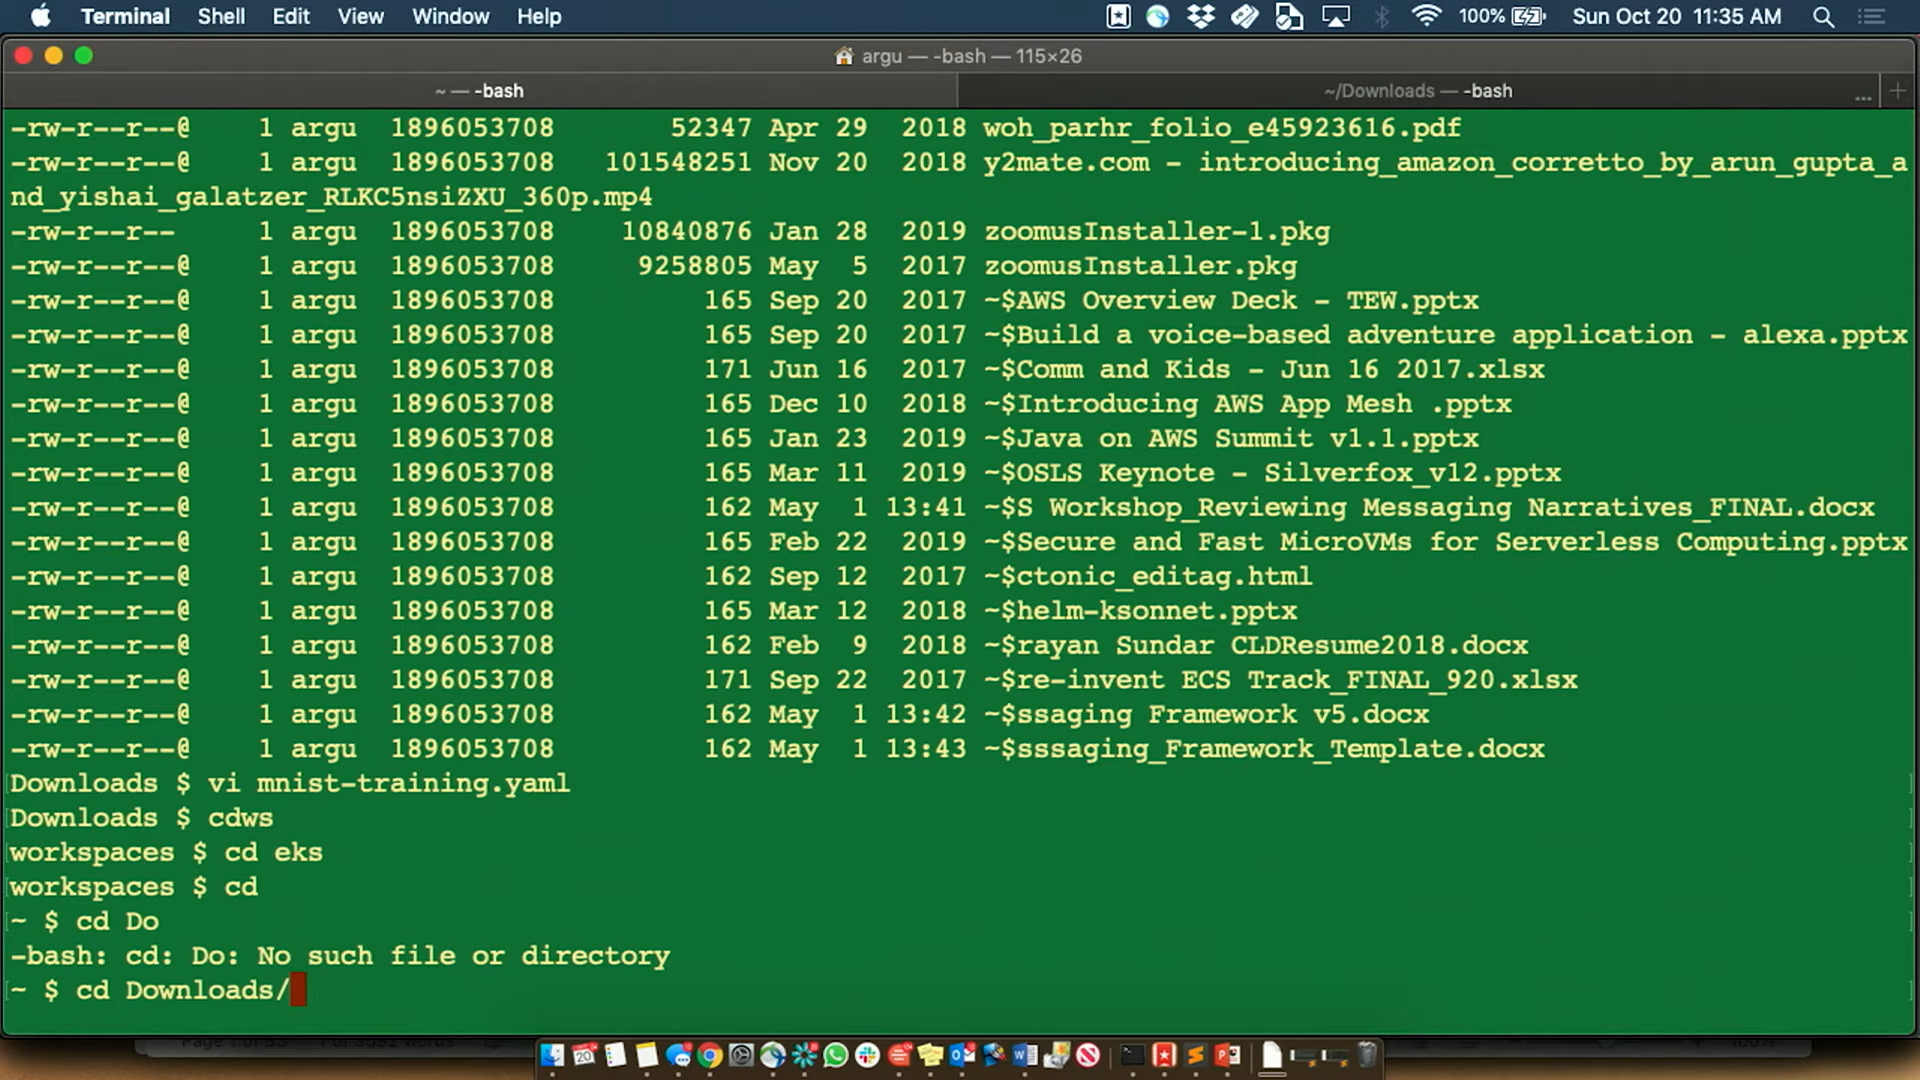 Terminal Shell Edit View Window Help 100% Sun Oct 20 11:35 AM
argu — -bash — 115×26
~ — -bash ~/Downloads — -bash ...
-rw-r--r--@ 1 argu 1896053708 52347 Apr 29 2018 woh_parhr_folio_e45923616.pdf
-rw-r--r--@ 1 argu 1896053708 101548251 Nov 20 2018 y2mate.com - introducing_amazon_corretto_by_arun_gupta_a
nd_yishai_galatzer_RLKC5nsiZXU_360p.mp4
-rw-r--r-- 1 argu 1896053708 10840876 Jan 28 2019 zoomusInstaller-1.pkg
-rw-r--r--@ 1 argu 1896053708 9258805 May 5 2017 zoomusInstaller.pkg
-rw-r--r--@ 1 argu 1896053708 165 Sep 20 2017 ~$AWS Overview Deck - TEW.pptx
-rw-r--r--@ 1 argu 1896053708 165 Sep 20 2017 ~$Build a voice-based adventure application - alexa.pptx
-rw-r--r--@ 1 argu 1896053708 171 Jun 16 2017 ~$Comm and Kids - Jun 16 2017.xlsx
-rw-r--r--@ 1 argu 1896053708 165 Dec 10 2018 ~$Introducing AWS App Mesh .pptx
-rw-r--r--@ 1 argu 1896053708 165 Jan 23 2019 ~$Java on AWS Summit v1.1.pptx
-rw-r--r--@ 1 argu 1896053708 165 Mar 11 2019 ~$OSLS Keynote - Silverfox_v12.pptx
-rw-r--r--@ 1 argu 1896053708 162 May 1 13:41 ~$S Workshop_Reviewing Messaging Narratives_FINAL.docx
-rw-r--r--@ 1 argu 1896053708 165 Feb 22 2019 ~$Secure and Fast MicroVMs for Serverless Computing.pptx
-rw-r--r--@ 1 argu 1896053708 162 Sep 12 2017 ~$ctonic_editag.html
-rw-r--r--@ 1 argu 1896053708 165 Mar 12 2018 ~$helm-ksonnet.pptx
-rw-r--r--@ 1 argu 1896053708 162 Feb 9 2018 ~$rayan Sundar CLDResume2018.docx
-rw-r--r--@ 1 argu 1896053708 171 Sep 22 2017 ~$re-invent ECS Track_FINAL_920.xlsx
-rw-r--r--@ 1 argu 1896053708 162 May 1 13:42 ~$ssaging Framework v5.docx
-rw-r--r--@ 1 argu 1896053708 162 May 1 13:43 ~$sssaging_Framework_Template.docx
[Downloads $ vi mnist-training.yaml ]
[Downloads $ cdws ]
[workspaces $ cd eks ]
[workspaces $ cd ]
[~ $ cd Do ]
-bash: cd: Do: No such file or directory
[~ $ cd Downloads/ ]